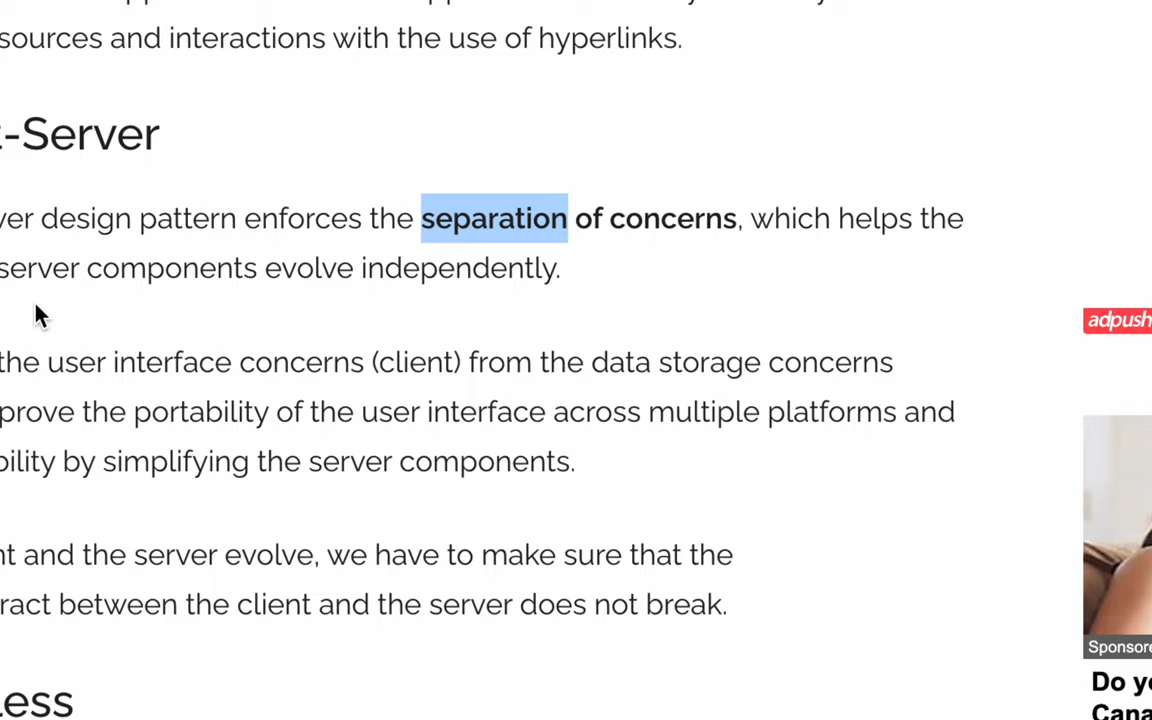 sources and interactions with the use of hyperlinks.
-Server
ver design pattern enforces the separation of concerns, which helps the
server components evolve independently.
the user interface concerns (client) from the data storage concerns
prove the portability of the user interface across multiple platforms and
bility by simplifying the server components.
nt and the server evolve, we have to make sure that the
ract between the client and the server does not break.
less
adpush
Sponsore
Do yo
Cana